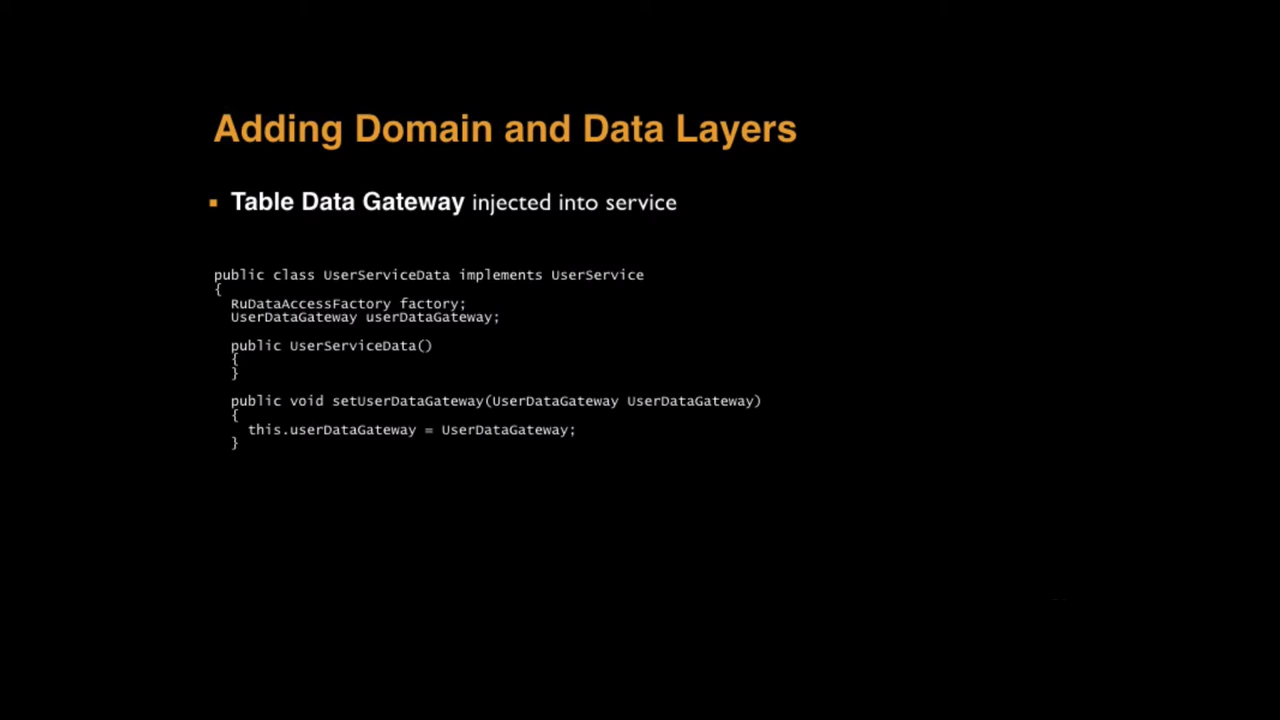 Adding Domain and Data Layers
▪ Table Data Gateway injected into service
public class UserServiceData implements UserService
{
RuDataAccessFactory factory;
UserDataGateway userDataGateway;
public UserServiceData()
{
}
public void setUserDataGateway(UserDataGateway UserDataGateway)
{
this.userDataGateway = UserDataGateway;
}